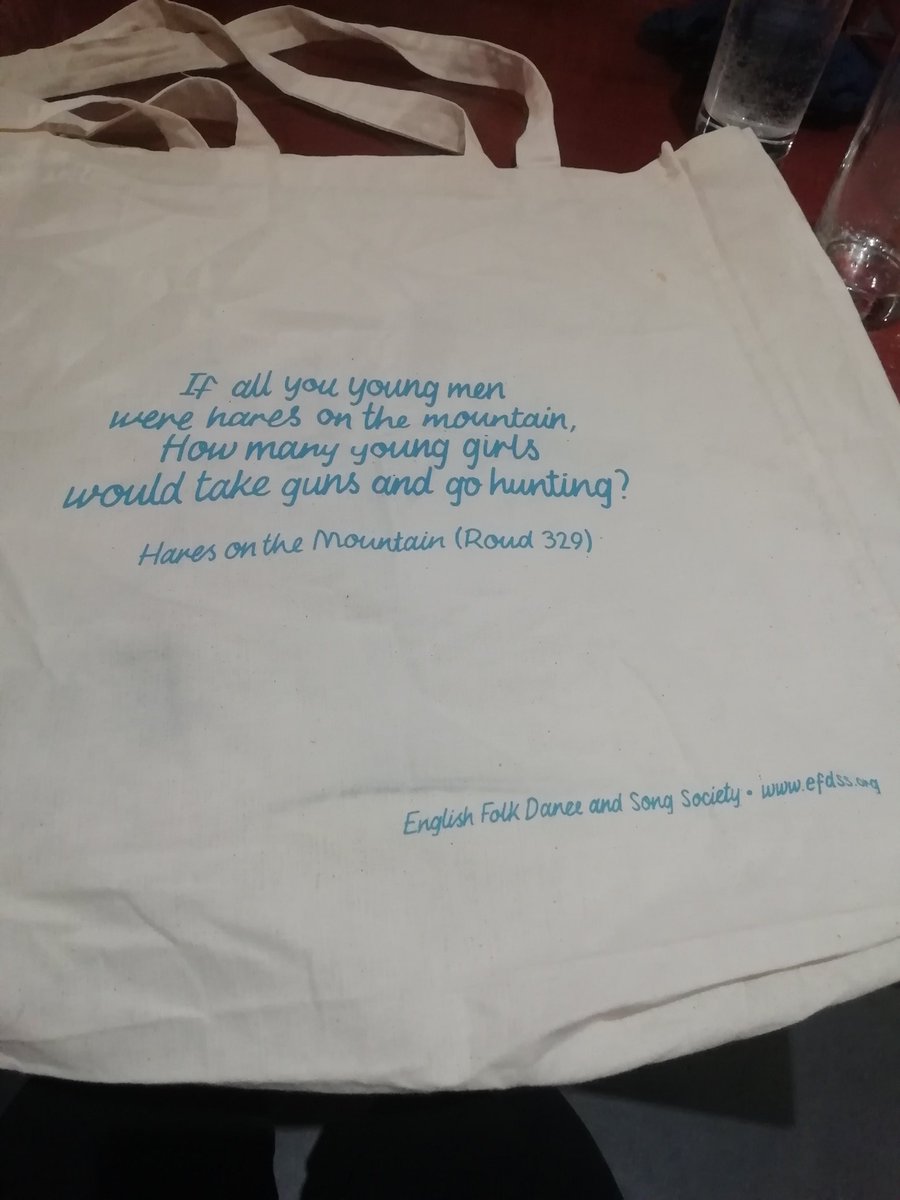 If all you young men
were hares on the mountain,
How many young girls
would take guns and go hunting?
Hares on the Mountain (Roud 329)
English Folk Dance and Song Society • www.efdss.org